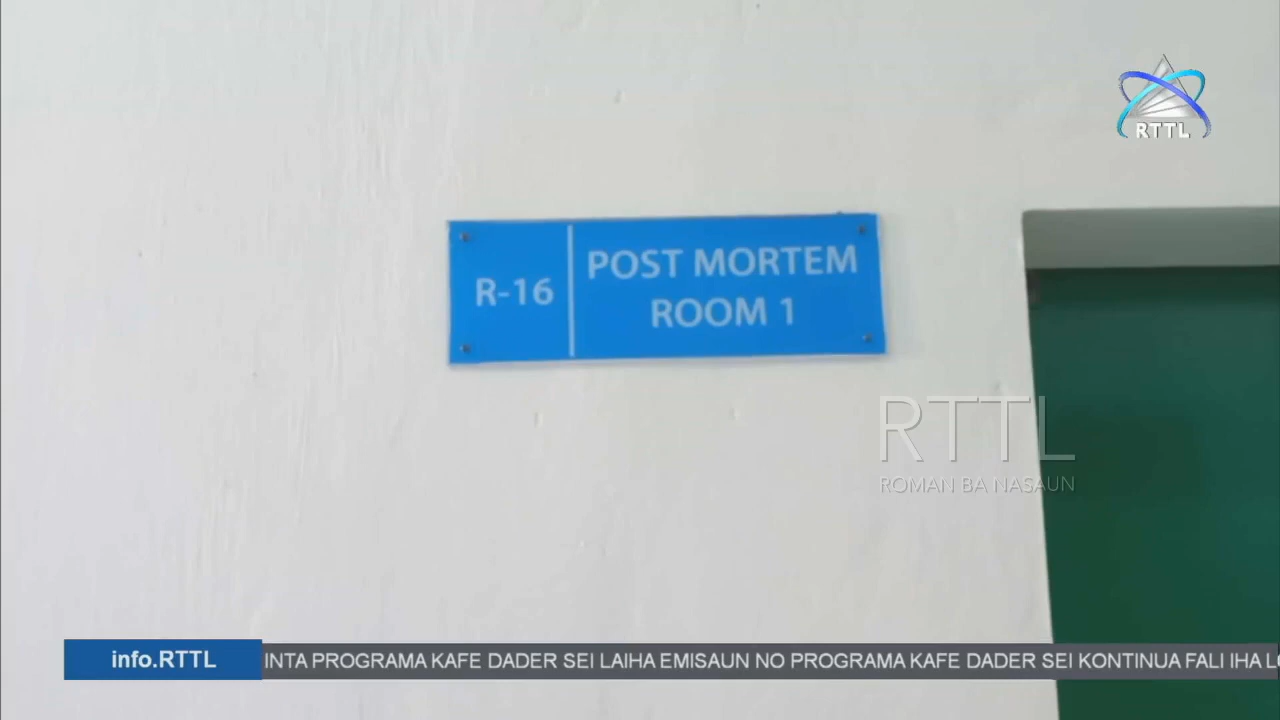 RTTL
R-16
POST MORTEM
ROOM 1
RTTL
ROMAN BA NASAUN
info.RTTL
INTA PROGRAMA KAFE DADER SEI LAIHA EMISAUN NO PROGRAMA KAFE DADER SEI KONTINUA FALI IHA